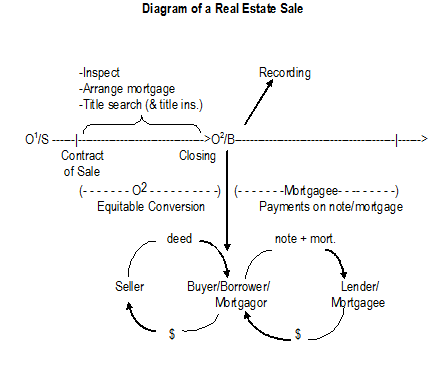 Diagram of a Real Estate Sale
-Inspect
-Arrange mortgage
-Title search (& title ins.)
Recording
O¹/S -----|------------------------------>O²/B------------------------------|----->
Contract
of Sale
Closing
(- - - - - - - O²- - - - - - - - - -)
(- - - - - - -Mortgagee- - - - - - - -)
Equitable Conversion
Payments on note/mortgage
deed
note + mort.
Seller
Buyer/Borrower/
Mortgagor
Lender/
Mortgagee
$
$